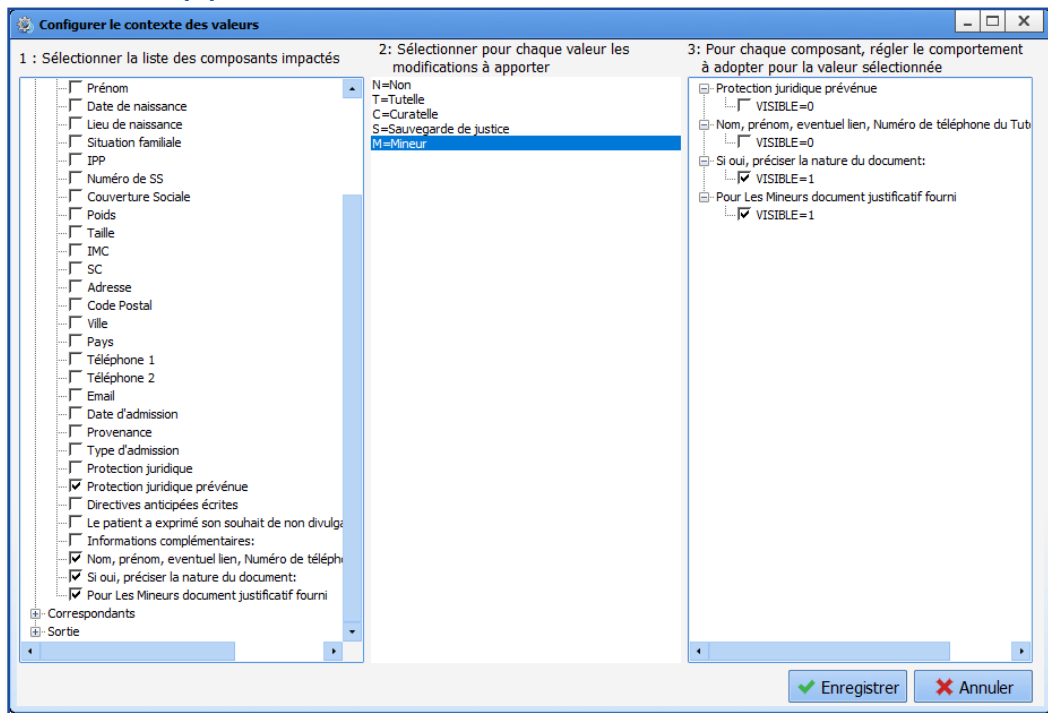 Configurer le contexte des valeurs
1 : Sélectionner la liste des composants impactés
Prénom
Date de naissance
Lieu de naissance
Situation familiale
IPP
Numéro de SS
Couverture Sociale
Poids
Taille
IMC
SC
Adresse
Code Postal
Ville
Pays
Téléphone 1
Téléphone 2
Email
Date d'admission
Provenance
Type d'admission
Protection juridique
Protection juridique prévénue
Directives anticipées écrites
Le patient a exprimé son souhait de non divulga
Informations complémentaires:
Nom, prénom, eventuel lien, Numéro de télépho
Si oui, préciser la nature du document:
Pour Les Mineurs document justificatif fourni
Correspondants
Sortie
2: Sélectionner pour chaque valeur les
modifications à apporter
N=Non
T=Tutelle
C=Curatelle
S=Sauvegarde de justice
M=Mineur
3: Pour chaque composant, régler le comportement
à adopter pour la valeur sélectionnée
Protection juridique prévénue
VISIBLE=0
Nom, prénom, eventuel lien, Numéro de téléphone du Tut
VISIBLE=0
Si oui, préciser la nature du document:
VISIBLE=1
Pour Les Mineurs document justificatif fourni
VISIBLE=1
Enregistrer
Annuler